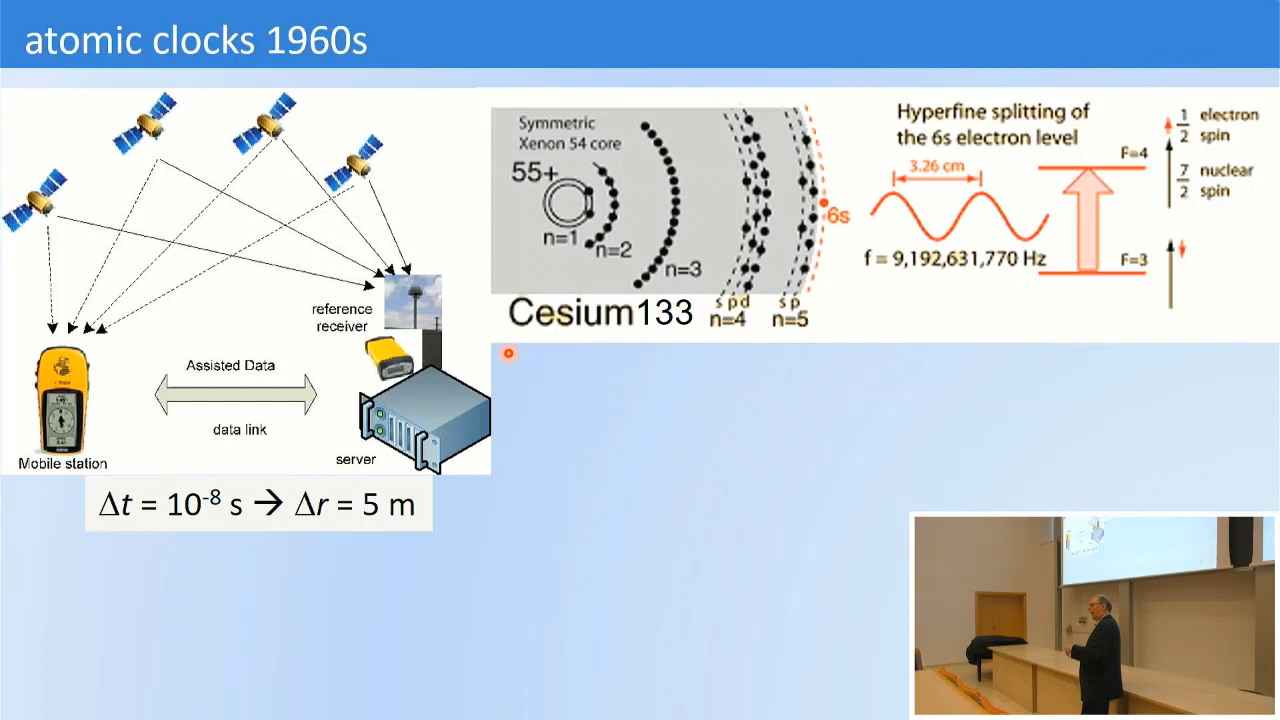 atomic clocks 1960s
reference
receiver
Assisted Data
data link
Mobile station
server
Δt = 10⁻⁸ s → Δr = 5 m
Symmetric
Xenon 54 core
55+
n=1
n=2
n=3
s p d
n=4
s p
n=5
6s
Cesium133
Hyperfine splitting of
the 6s electron level
3.26 cm
f = 9,192,631,770 Hz
F=4
F=3
1/2 electron spin
7/2 nuclear spin